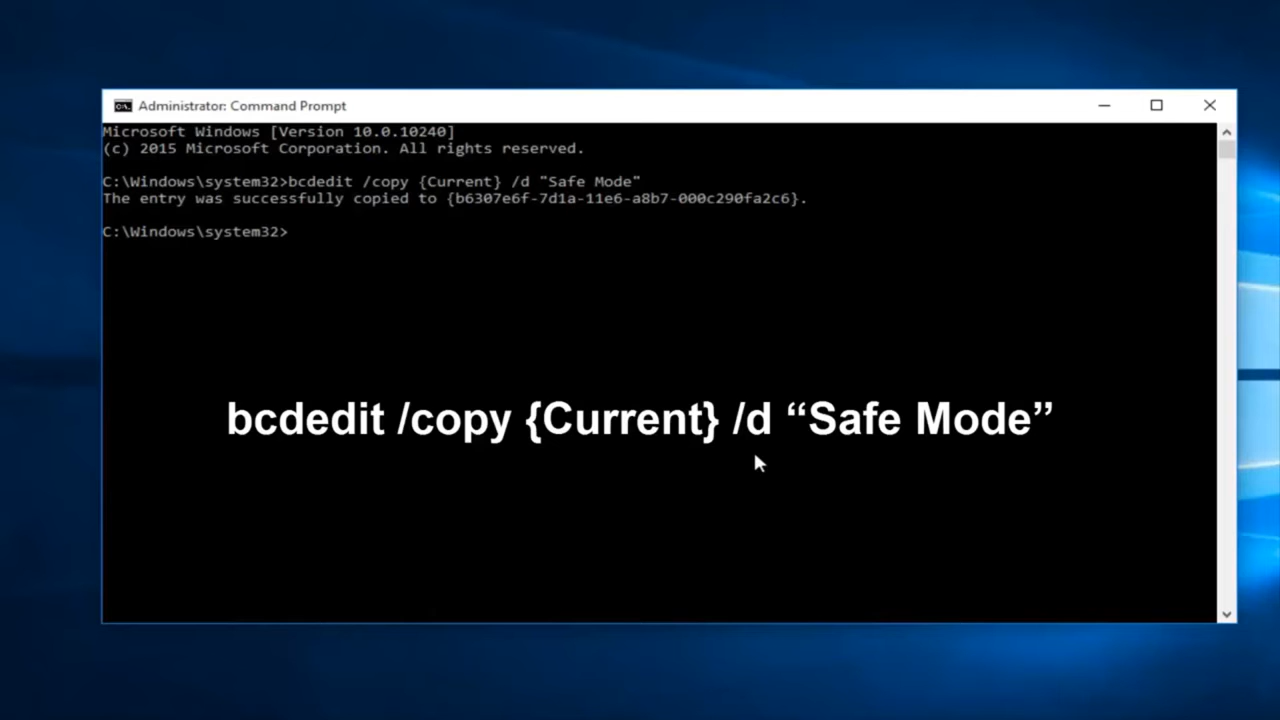 Administrator: Command Prompt
Microsoft Windows [Version 10.0.10240]
(c) 2015 Microsoft Corporation. All rights reserved.
C:\Windows\system32>bcdedit /copy {Current} /d "Safe Mode"
The entry was successfully copied to {b6307e6f-7d1a-11e6-a8b7-000c290fa2c6}.
C:\Windows\system32>
bcdedit /copy {Current} /d “Safe Mode”